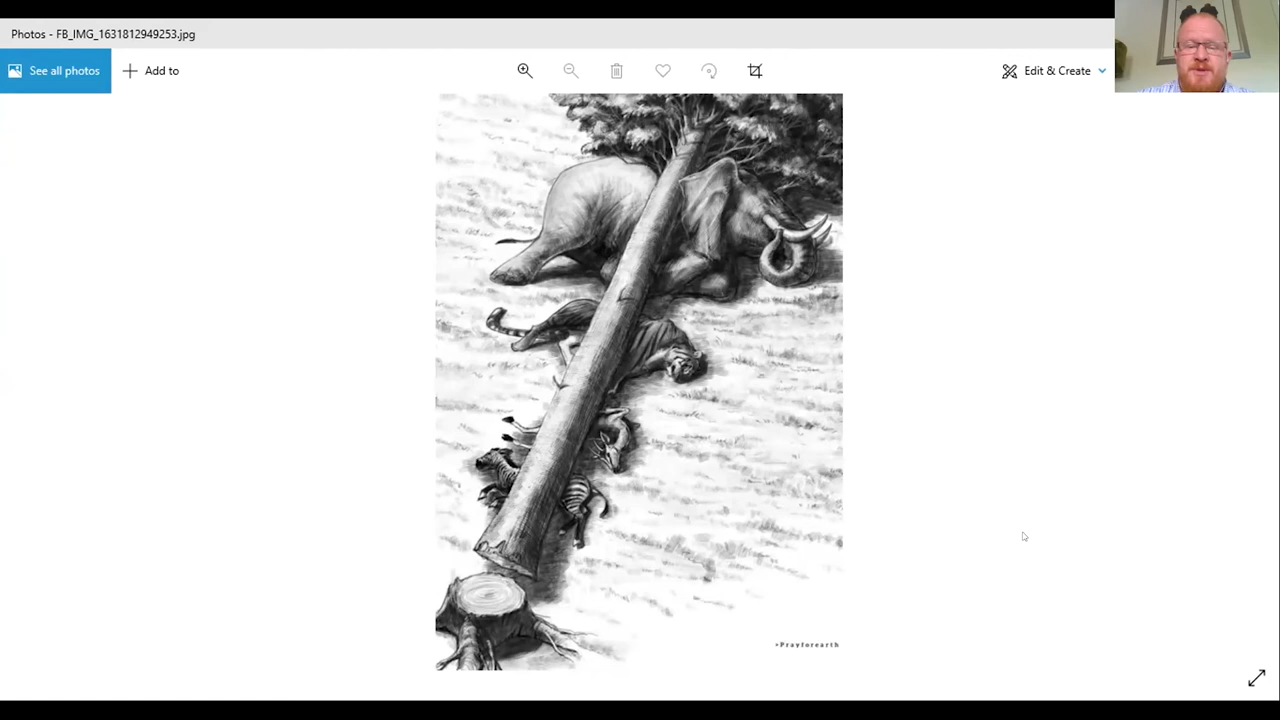 Photos - FB_IMG_1631812949253.jpg
See all photos
Add to
Edit & Create
#Prayforearth